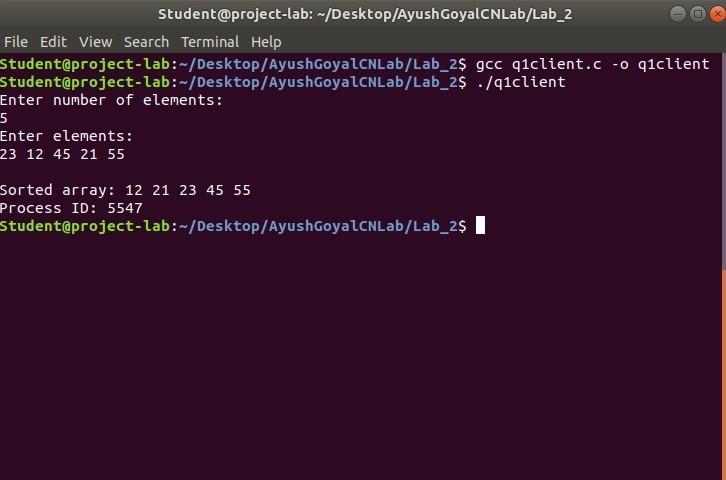 Student@project-lab: ~/Desktop/AyushGoyalCNLab/Lab_2
File Edit View Search Terminal Help
Student@project-lab:~/Desktop/AyushGoyalCNLab/Lab_2$ gcc q1client.c -o q1client
Student@project-lab:~/Desktop/AyushGoyalCNLab/Lab_2$ ./q1client
Enter number of elements:
5
Enter elements:
23 12 45 21 55
Sorted array: 12 21 23 45 55
Process ID: 5547
Student@project-lab:~/Desktop/AyushGoyalCNLab/Lab_2$